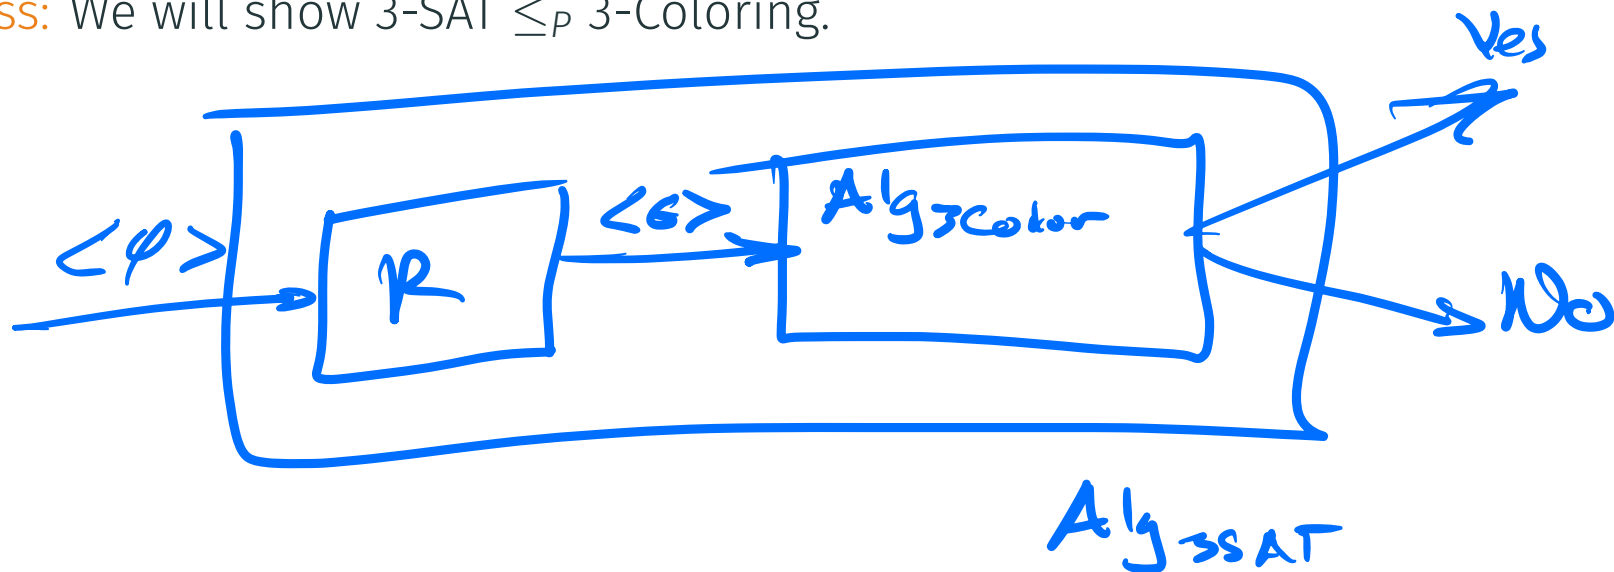 ss: We will show 3-SAT ≤P 3-Coloring.
Yes
<φ>
R
<G>
Alg3Color
No
Alg3SAT